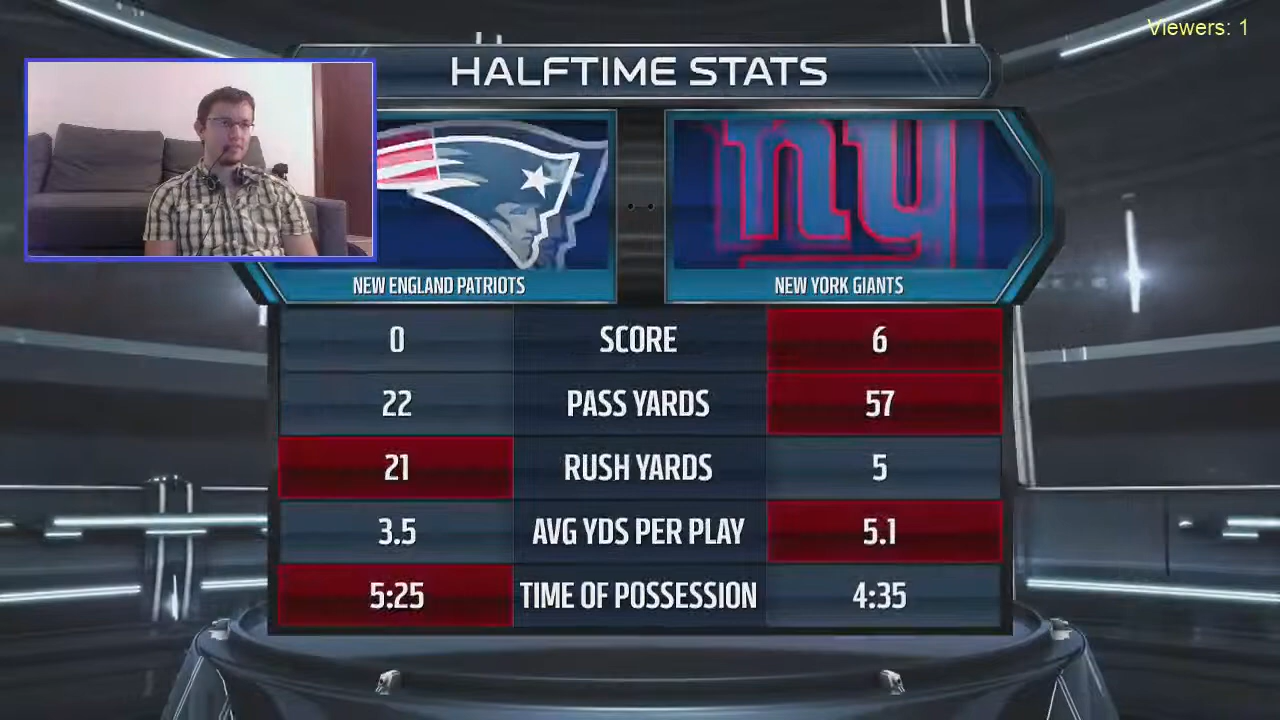 Viewers: 1
HALFTIME STATS
ny
NEW ENGLAND PATRIOTS
NEW YORK GIANTS
0 SCORE 6
22 PASS YARDS 57
21 RUSH YARDS 5
3.5 AVG YDS PER PLAY 5.1
5:25 TIME OF POSSESSION 4:35